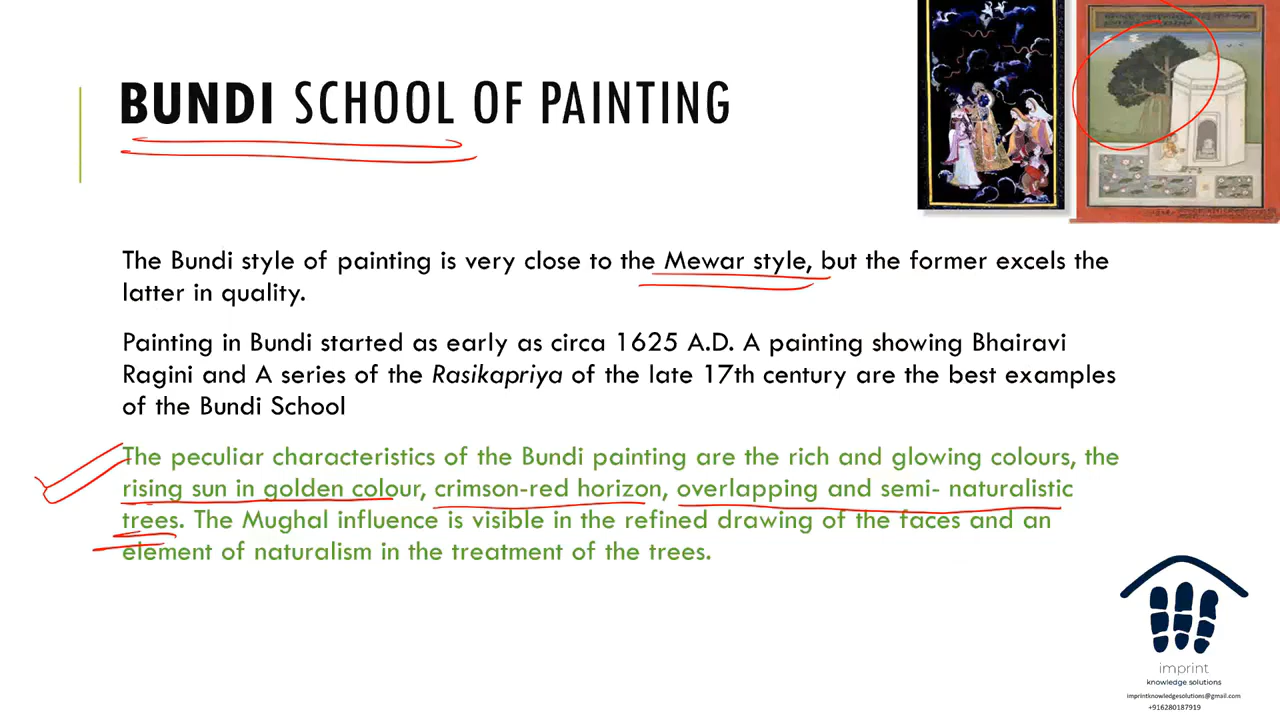 BUNDI SCHOOL OF PAINTING
The Bundi style of painting is very close to the Mewar style, but the former excels the
latter in quality.
Painting in Bundi started as early as circa 1625 A.D. A painting showing Bhairavi
Ragini and A series of the Rasikapriya of the late 17th century are the best examples
of the Bundi School
The peculiar characteristics of the Bundi painting are the rich and glowing colours, the
rising sun in golden colour, crimson-red horizon, overlapping and semi- naturalistic
trees. The Mughal influence is visible in the refined drawing of the faces and an
element of naturalism in the treatment of the trees.
imprint
knowledge solutions
imprintknowledgesolutions@gmail.com
+916280187919